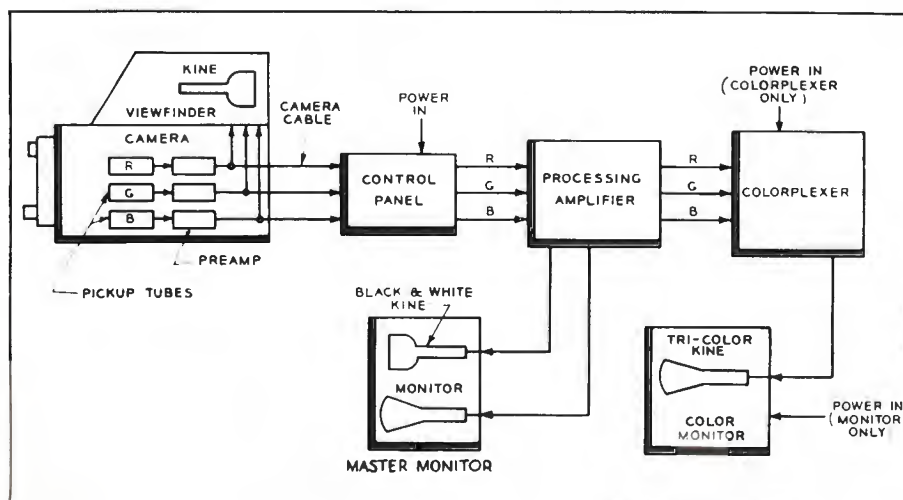 KINE
VIEWFINDER
CAMERA
R
G
B
PICKUP TUBES
PREAMP
CAMERA
CABLE
POWER
IN
CONTROL
PANEL
R
G
B
PROCESSING
AMPLIFIER
R
G
B
POWER IN
(COLORPLEXER
ONLY)
COLORPLEXER
BLACK & WHITE
KINE
MONITOR
MASTER MONITOR
TRI-COLOR
KINE
COLOR
MONITOR
POWER IN
(MONITOR
ONLY